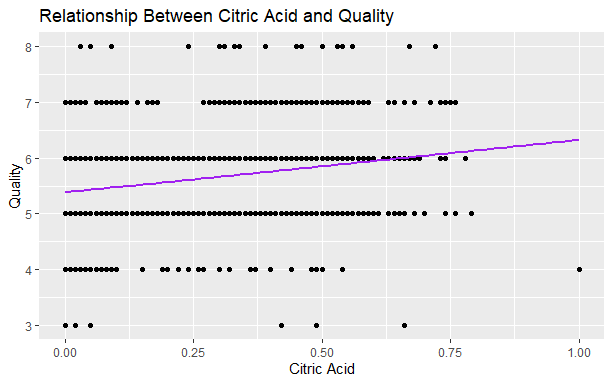 Relationship Between Citric Acid and Quality
8
7
6
5
4
3
Quality
0.00 0.25 0.50 0.75 1.00
Citric Acid